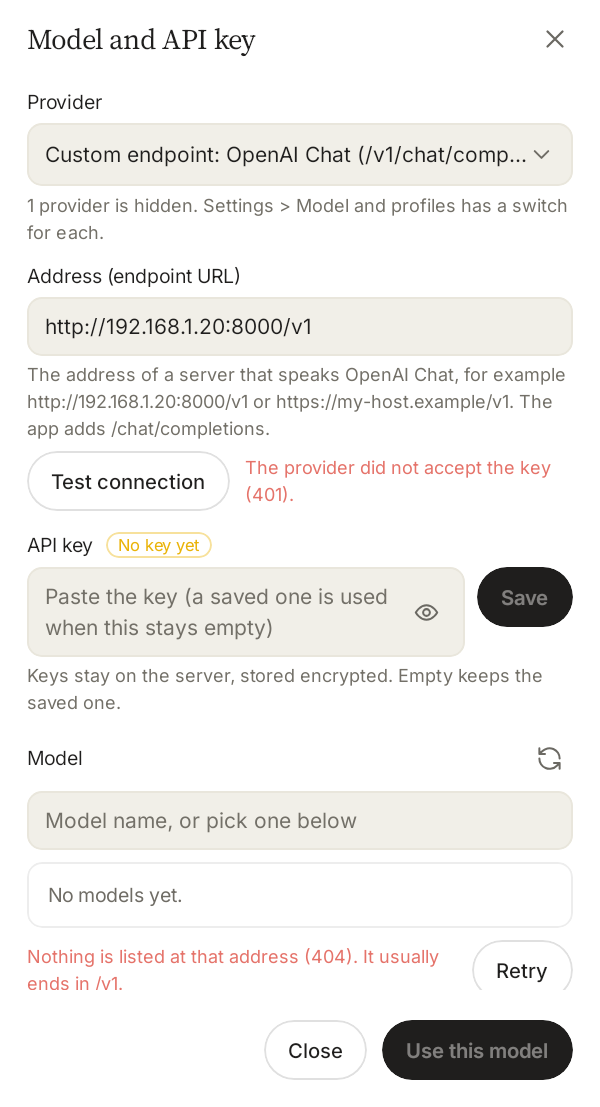 Model and API key
Provider
Custom endpoint: OpenAI Chat (/v1/chat/comp...
1 provider is hidden. Settings > Model and profiles has a switch
for each.
Address (endpoint URL)
http://192.168.1.20:8000/v1
The address of a server that speaks OpenAI Chat, for example
http://192.168.1.20:8000/v1 or https://my-host.example/v1. The
app adds /chat/completions.
Test connection
The provider did not accept the key
(401).
API key
No key yet
Paste the key (a saved one is used
when this stays empty)
Save
Keys stay on the server, stored encrypted. Empty keeps the
saved one.
Model
Model name, or pick one below
No models yet.
Nothing is listed at that address (404). It usually
ends in /v1.
Retry
Close
Use this model